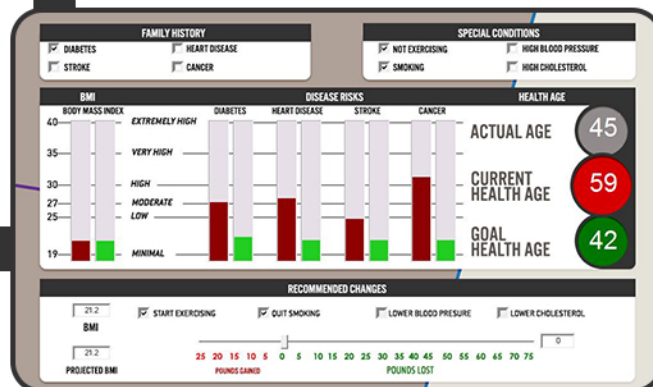 FAMILY HISTORY
DIABETES HEART DISEASE
STROKE CANCER
SPECIAL CONDITIONS
NOT EXERCISING HIGH BLOOD PRESSURE
SMOKING HIGH CHOLESTEROL
BMI DISEASE RISKS HEALTH AGE
BODY MASS INDEX DIABETES HEART DISEASE STROKE CANCER
40 EXTREMELY HIGH
35 VERY HIGH
30 HIGH
27 MODERATE
25 LOW
19 MINIMAL
ACTUAL AGE 45
CURRENT HEALTH AGE 59
GOAL HEALTH AGE 42
RECOMMENDED CHANGES
21.2 START EXERCISING QUIT SMOKING LOWER BLOOD PRESURE LOWER CHOLESTEROL
BMI
0
21.2 25 20 15 10 5 0 5 10 15 20 25 30 35 40 45 50 55 60 65 70 75
PROJECTED BMI POUNDS GAINED POUNDS LOST